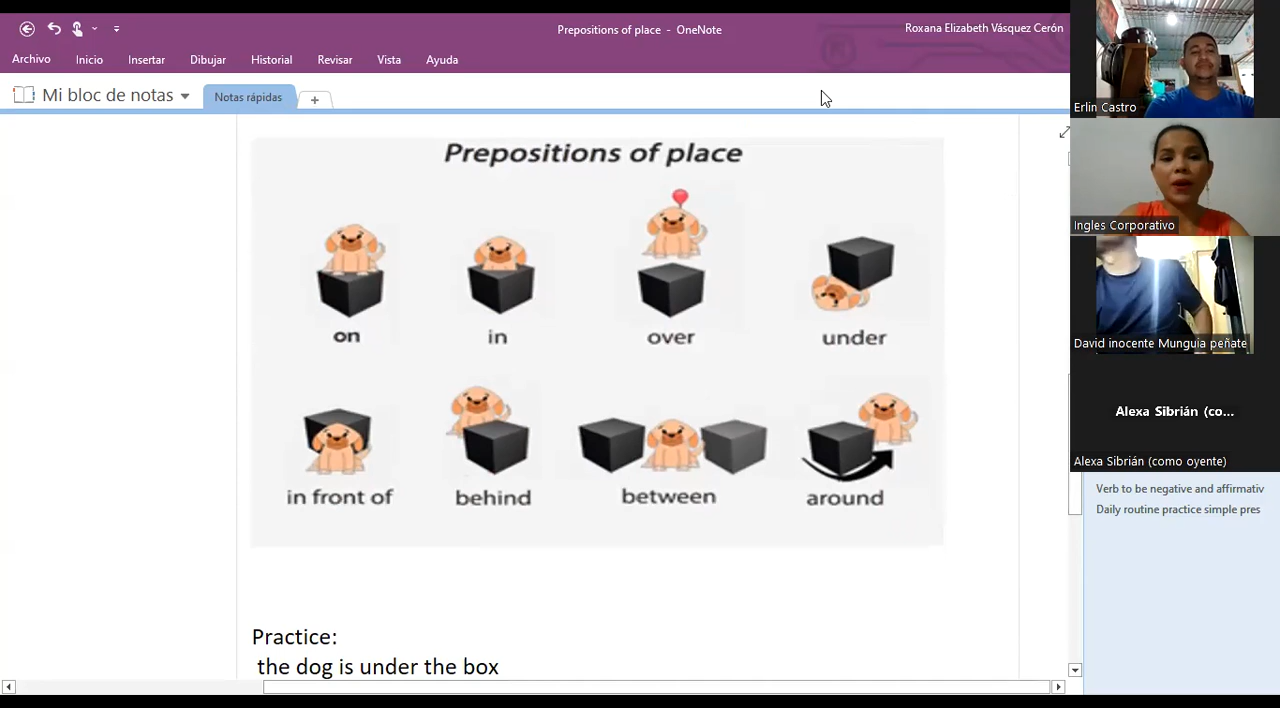 Prepositions of place - OneNote
Roxana Elizabeth Vásquez Cerón
Archivo Inicio Insertar Dibujar Historial Revisar Vista Ayuda
Mi bloc de notas
Notas rápidas
Prepositions of place
on in over under
in front of behind between around
Practice:
the dog is under the box
Erlin Castro
Ingles Corporativo
David inocente Munguia peñate
Alexa Sibrián (co...
Alexa Sibrián (como oyente)
Verb to be negative and affirmativ
Daily routine practice simple pres